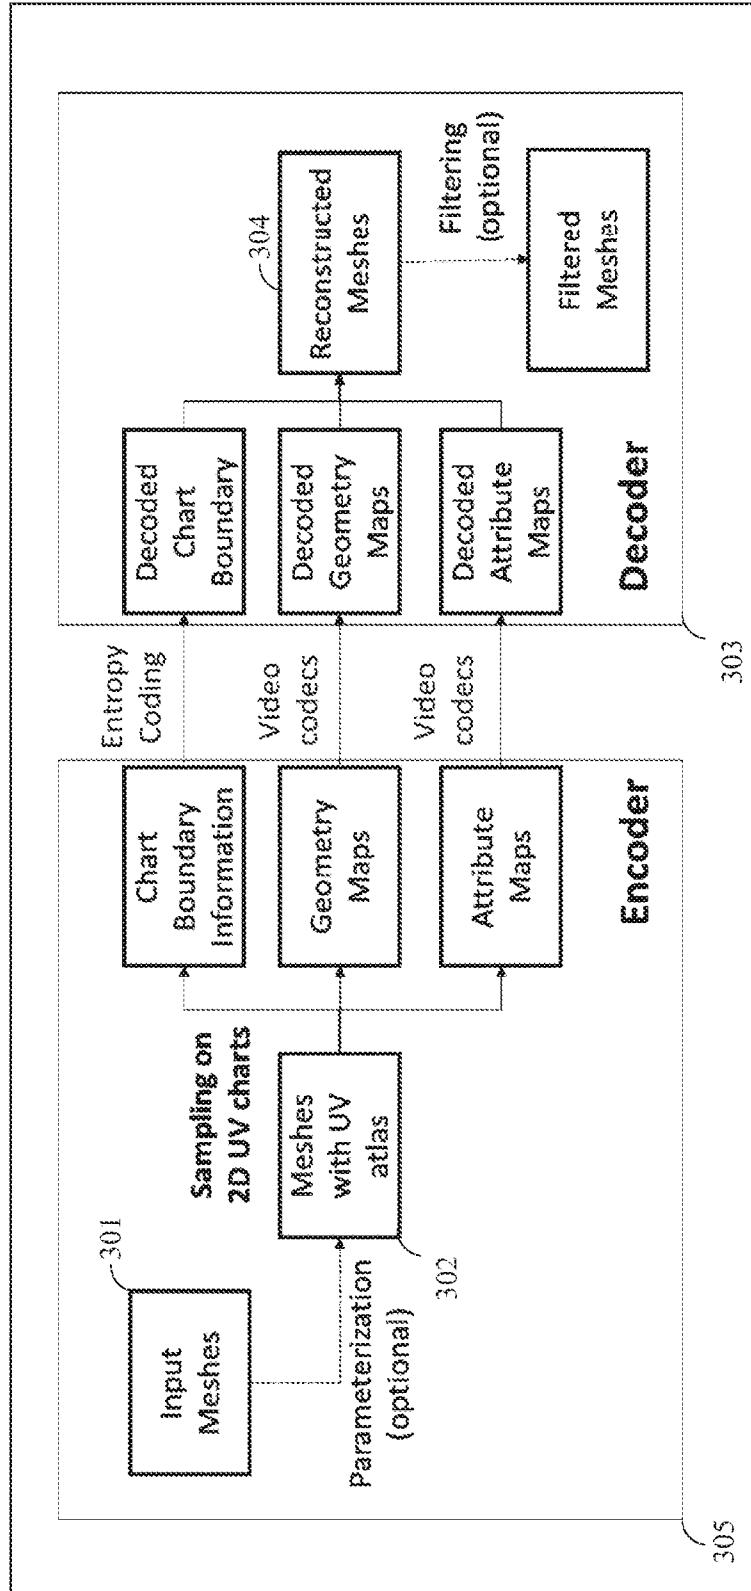 301
Input
Meshes
Parameterization
(optional)
Sampling on
2D UV charts
Meshes
with UV
atlas
302
Chart
Boundary
Information
Geometry
Maps
Attribute
Maps
Encoder
305
Entropy
Coding
Video
codecs
Video
codecs
Decoded
Chart
Boundary
Decoded
Geometry
Maps
Decoded
Attribute
Maps
304
Reconstructed
Meshes
Filtering
(optional)
Filtered
Meshes
Decoder
303